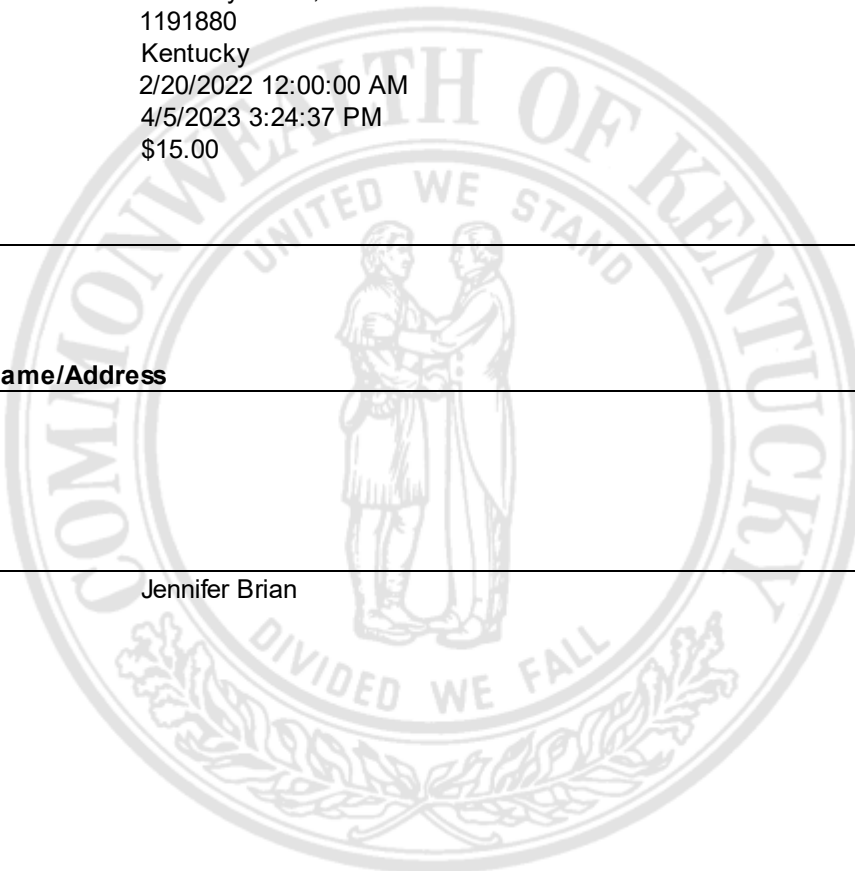 1191880
Kentucky
2/20/2022 12:00:00 AM
4/5/2023 3:24:37 PM
$15.00
COMMONWEALTH OF KENTUCKY
UNITED WE STAND
ame/Address
Jennifer Brian
DIVIDED WE FALL